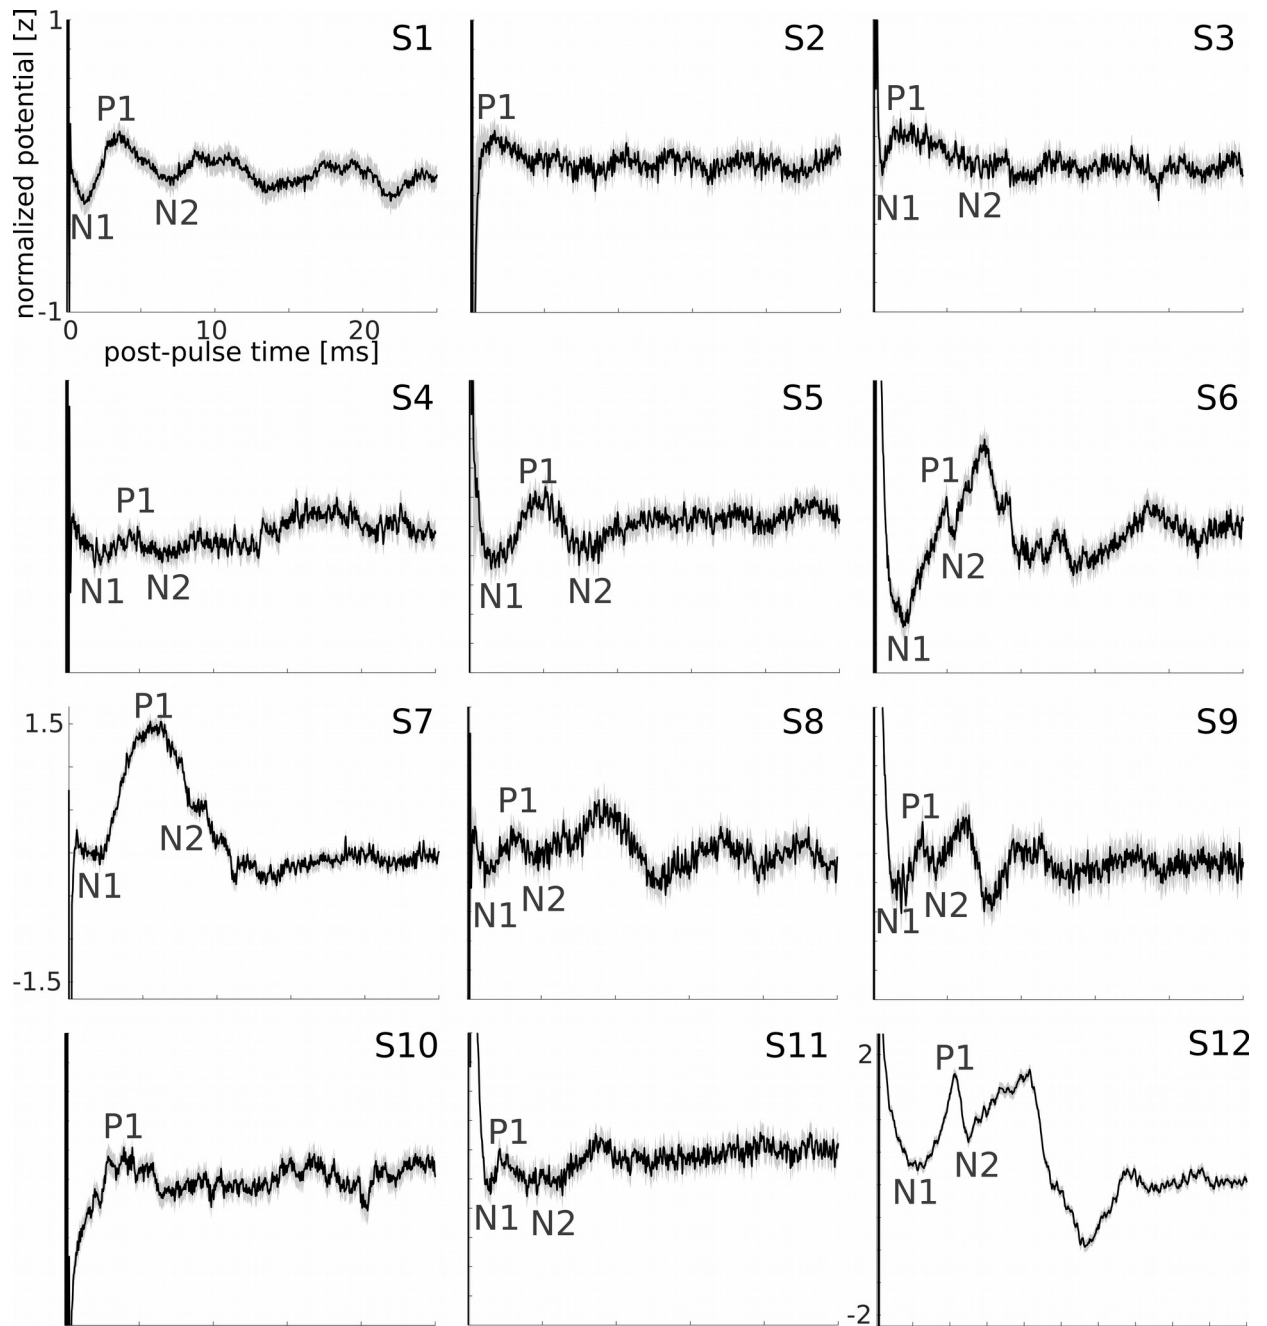 normalized potential [z]
1
-1
0 10 20
post-pulse time [ms]
S1
P1
N1
N2
S2
P1
S3
P1
N1
N2
S4
P1
N1
N2
S5
P1
N1
N2
S6
P1
N2
N1
S7
1.5
-1.5
P1
N2
N1
S8
P1
N1
N2
S9
P1
N1
N2
S10
P1
S11
P1
N1
N2
S12
2
-2
P1
N2
N1